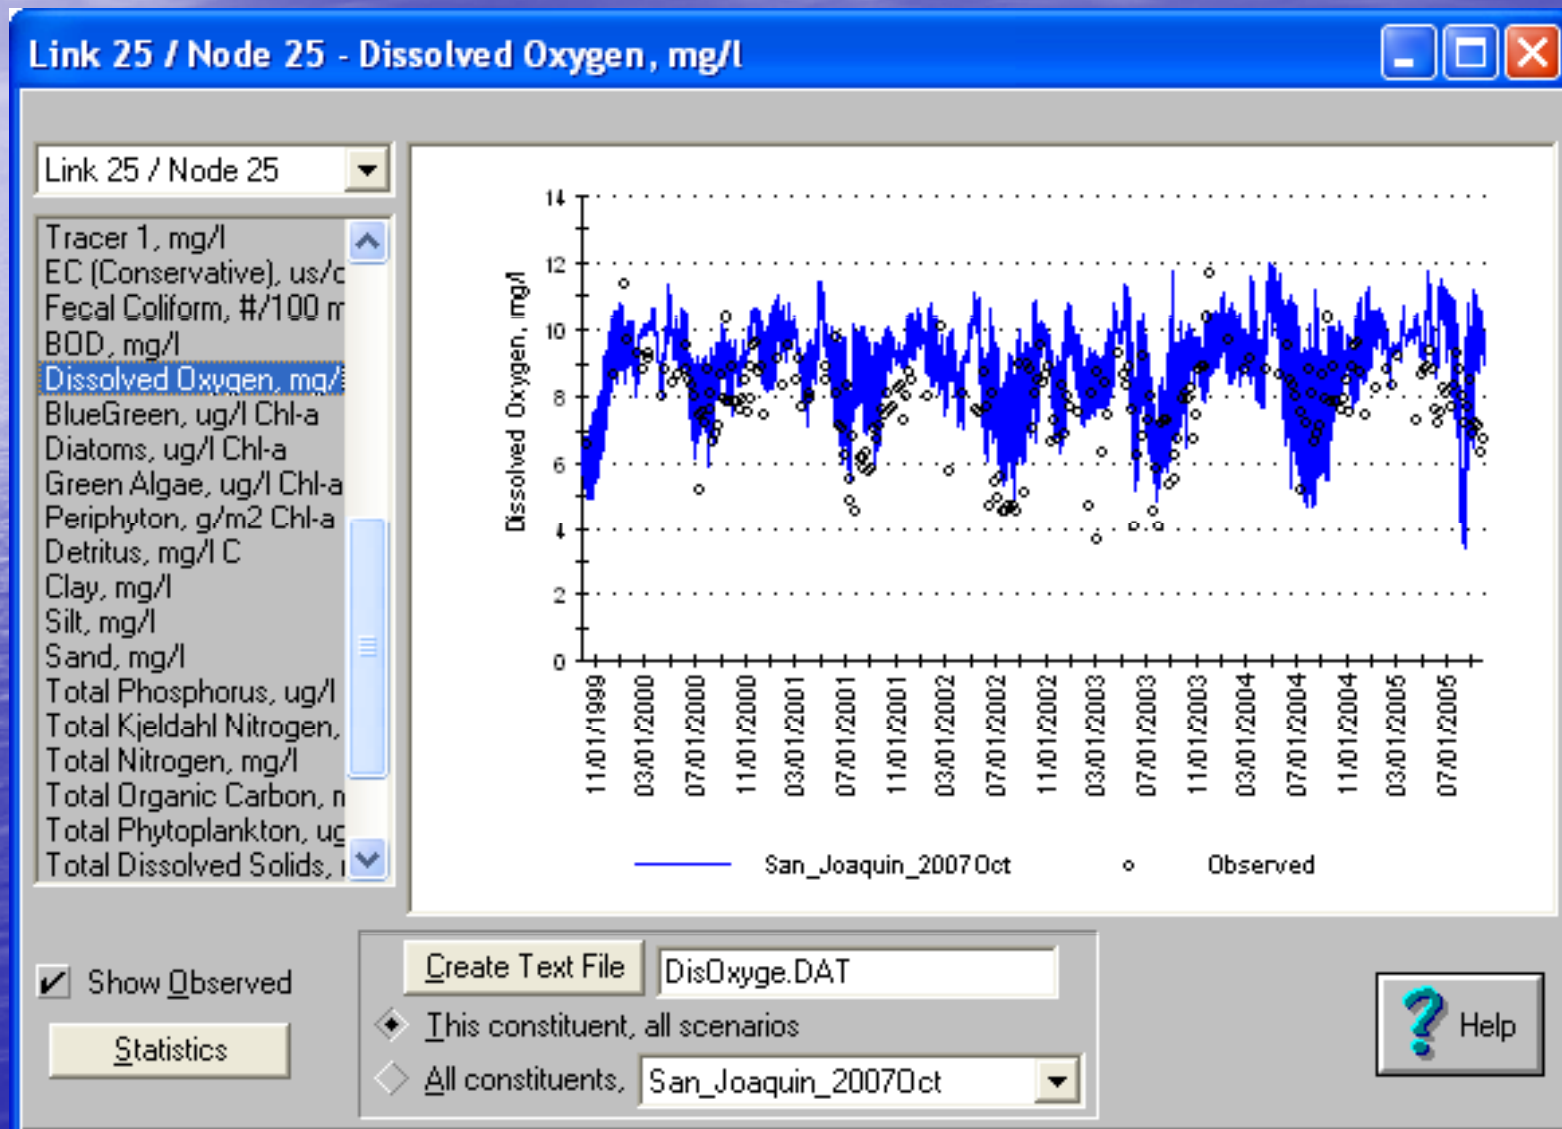 Link 25 / Node 25 - Dissolved Oxygen, mg/l
Link 25 / Node 25
Tracer 1, mg/l
EC (Conservative), us/c
Fecal Coliform, #/100 m
BOD, mg/l
Dissolved Oxygen, mg/
BlueGreen, ug/l Chl-a
Diatoms, ug/l Chl-a
Green Algae, ug/l Chl-a
Periphyton, g/m2 Chl-a
Detritus, mg/l C
Clay, mg/l
Silt, mg/l
Sand, mg/l
Total Phosphorus, ug/l
Total Kjeldahl Nitrogen,
Total Nitrogen, mg/l
Total Organic Carbon, m
Total Phytoplankton, ug
Total Dissolved Solids,
Dissolved Oxygen, mg/l
14
12
10
8
6
4
2
0
11/01/1999
03/01/2000
07/01/2000
11/01/2000
03/01/2001
07/01/2001
11/01/2001
03/01/2002
07/01/2002
11/01/2002
03/01/2003
07/01/2003
11/01/2003
03/01/2004
07/01/2004
11/01/2004
03/01/2005
07/01/2005
San_Joaquin_2007Oct
Observed
Show Observed
Statistics
Create Text File
DisOxyge.DAT
This constituent, all scenarios
All constituents,
San_Joaquin_2007Oct
Help